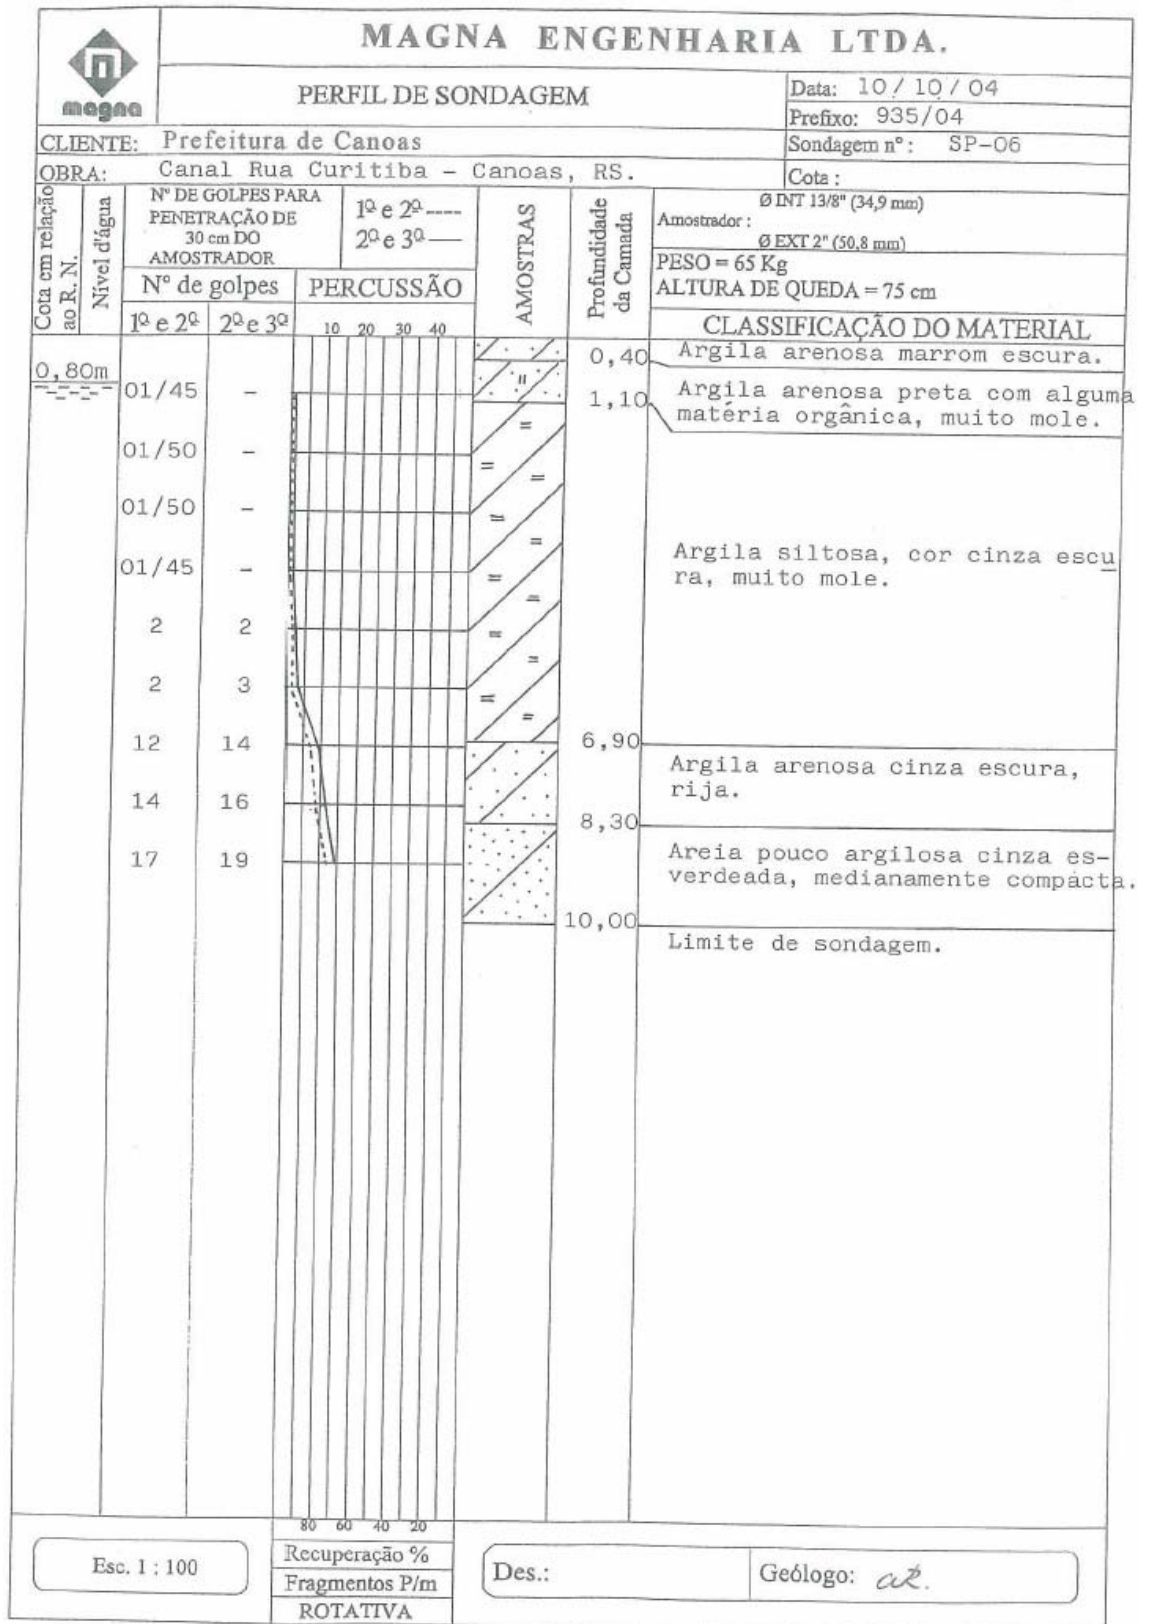 MAGNA ENGENHARIA LTDA.
magna
PERFIL DE SONDAGEM
Data: 10/10/04
Prefixo: 935/04
CLIENTE: Prefeitura de Canoas
Sondagem nº: SP-06
OBRA: Canal Rua Curitiba - Canoas, RS.
Cota:
Cota em relação
ao R. N.
Nível d'água
Nº DE GOLPES PARA
PENETRAÇÃO DE
30 cm DO
AMOSTRADOR
1º e 2º ----
2º e 3º —
Nº de golpes
PERCUSSÃO
1º e 2º 2º e 3º
10 20 30 40
AMOSTRAS
Profundidade
da Camada
Ø INT 13/8" (34,9 mm)
Amostrador:
Ø EXT 2" (50,8 mm)
PESO = 65 Kg
ALTURA DE QUEDA = 75 cm
CLASSIFICAÇÃO DO MATERIAL
0,40 Argila arenosa marrom escura.
0,80m
01/45 -
1,10 Argila arenosa preta com alguma
matéria orgânica, muito mole.
01/50 -
01/50 -
01/45 -
Argila siltosa, cor cinza escu
ra, muito mole.
2 2
2 3
12 14
6,90
Argila arenosa cinza escura,
rija.
14 16
8,30
17 19
Areia pouco argilosa cinza es-
verdeada, medianamente compacta.
10,00
Limite de sondagem.
80 60 40 20
Recuperação %
Fragmentos P/m
ROTATIVA
Esc. 1 : 100
Des.:
Geólogo: